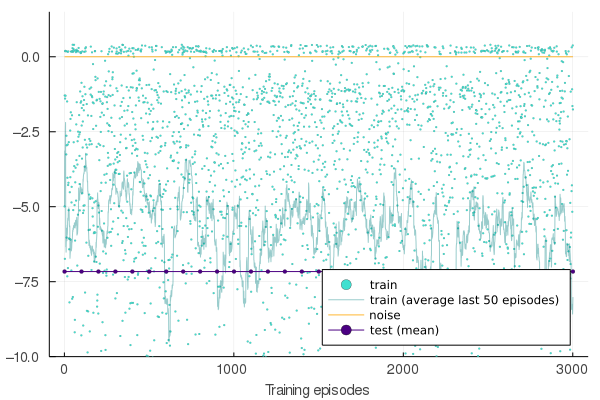 0.0
−2.5
−5.0
−7.5
−10.0
train
train (average last 50 episodes)
noise
test (mean)
0 1000 2000 3000
Training episodes